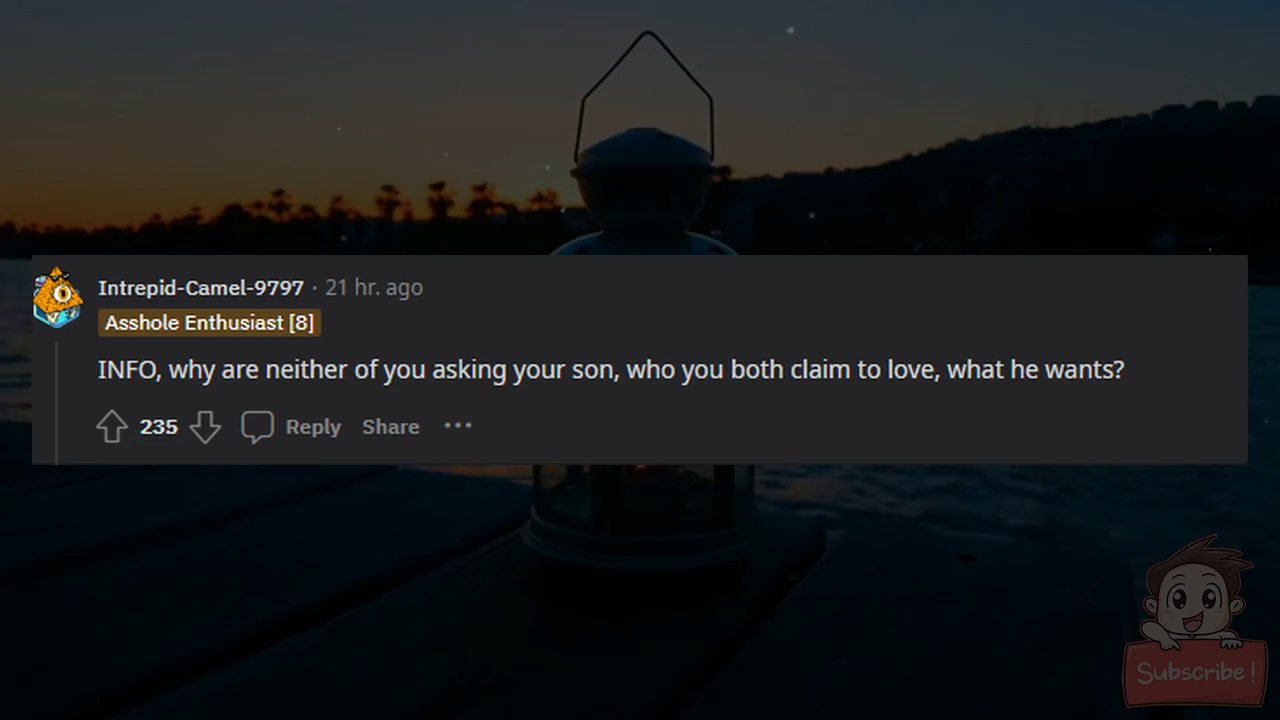 Intrepid-Camel-9797 · 21 hr. ago
Asshole Enthusiast [8]
INFO, why are neither of you asking your son, who you both claim to love, what he wants?
235 Reply Share ···
Subscribe!